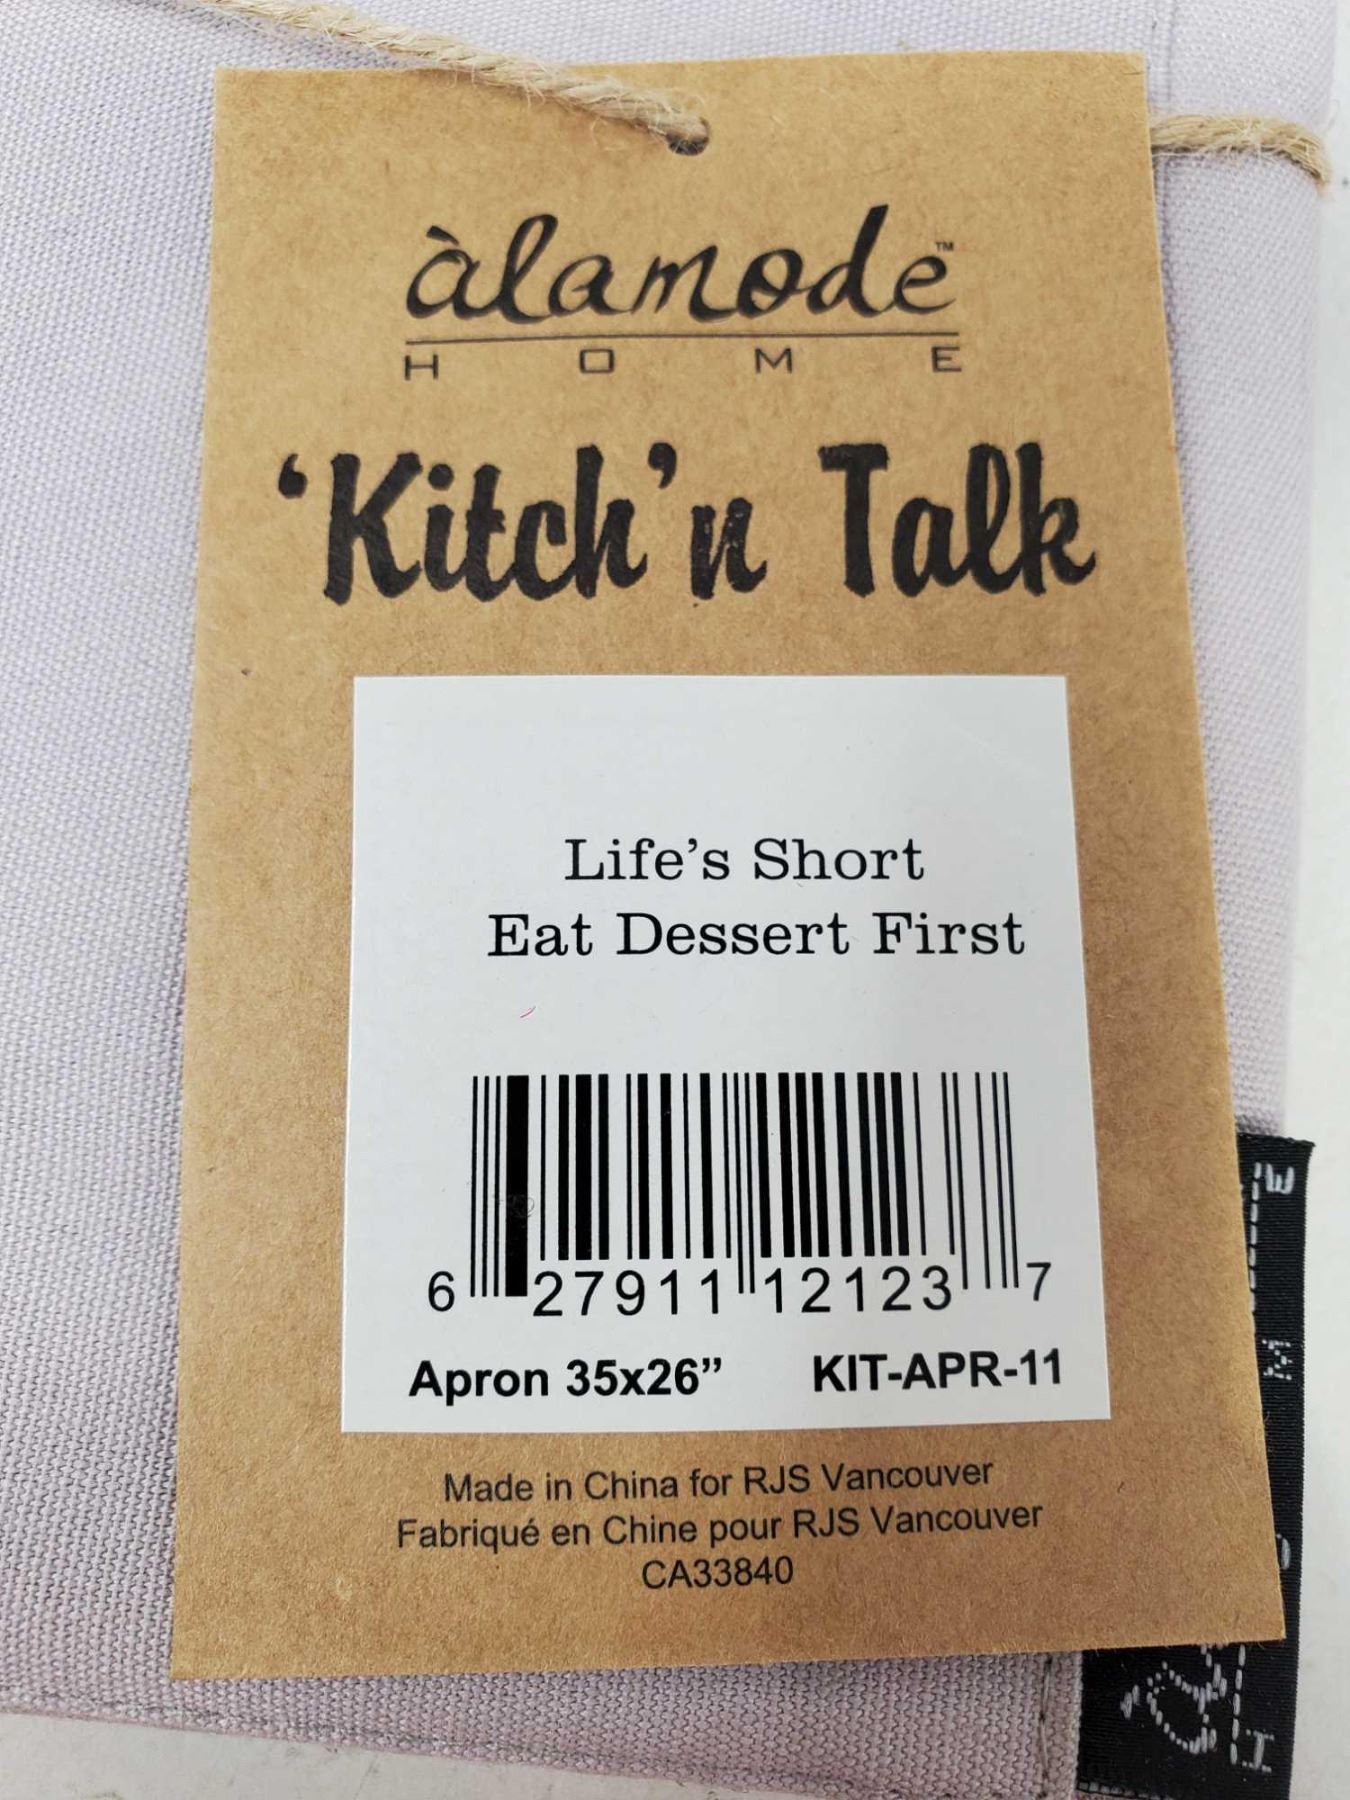 àlamode™
HOME
'Kitch'n Talk
Life's Short
Eat Dessert First
6 27911 12123 7
Apron 35x26” KIT-APR-11
Made in China for RJS Vancouver
Fabriqué en Chine pour RJS Vancouver
CA33840